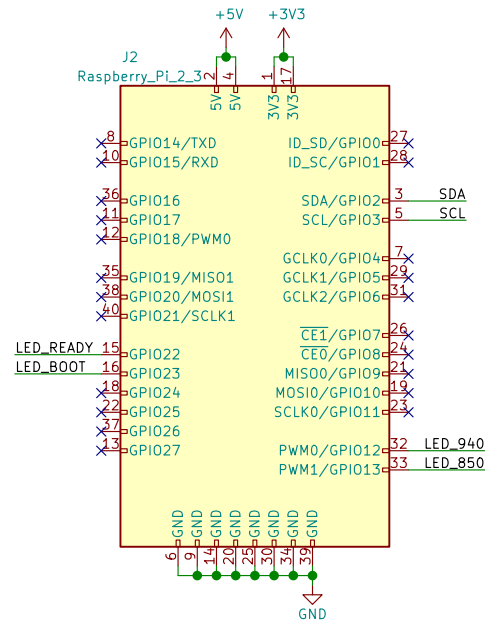 +5V +3V3
J2
Raspberry_Pi_2_3
2 4 1 17
5V 5V 3V3 3V3
8 GPIO14/TXD ID_SD/GPIO0 27
10 GPIO15/RXD ID_SC/GPIO1 28
36 GPIO16 SDA/GPIO2 3 SDA
11 GPIO17 SCL/GPIO3 5 SCL
12 GPIO18/PWM0
GCLK0/GPIO4 7
35 GPIO19/MISO1 GCLK1/GPIO5 29
38 GPIO20/MOSI1 GCLK2/GPIO6 31
40 GPIO21/SCLK1
CE1/GPIO7 26
LED_READY 15 GPIO22 CE0/GPIO8 24
LED_BOOT 16 GPIO23 MISO0/GPIO9 21
18 GPIO24 MOSI0/GPIO10 19
22 GPIO25 SCLK0/GPIO11 23
37 GPIO26
13 GPIO27 PWM0/GPIO12 32 LED_940
PWM1/GPIO13 33 LED_850
GND GND GND GND GND GND GND GND
6 9 14 20 25 30 34 39
GND